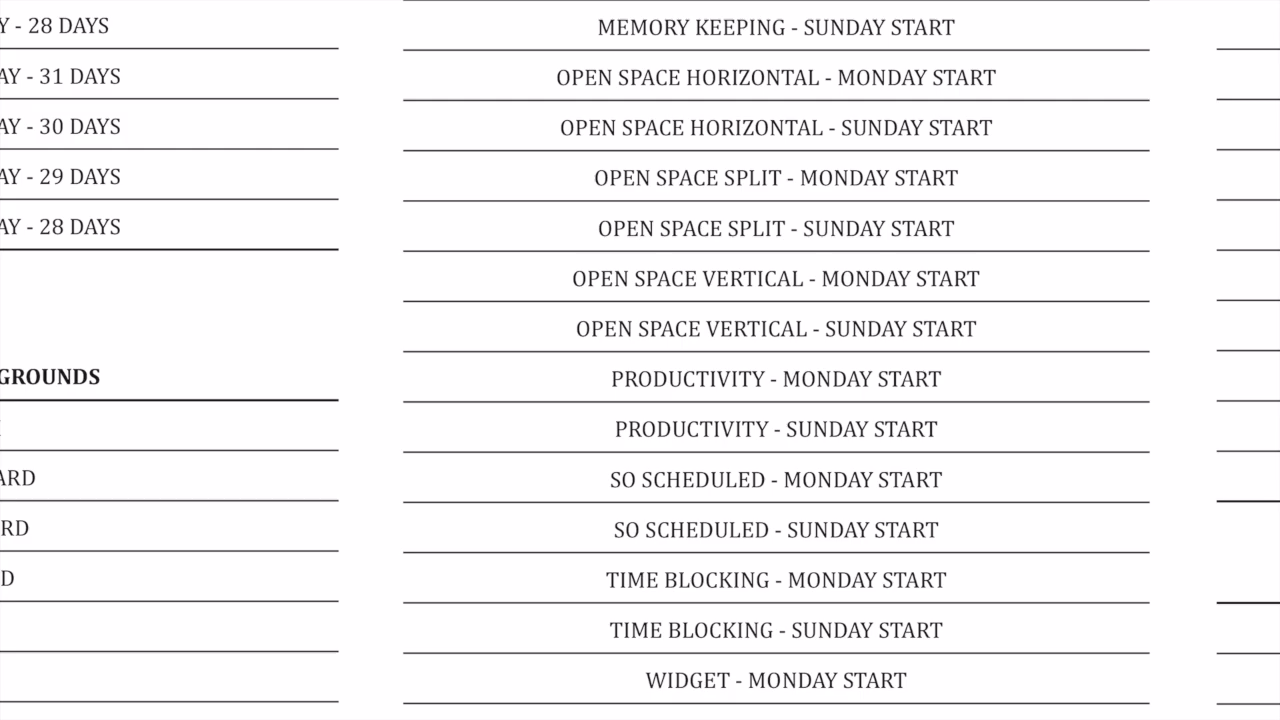 Y - 28 DAYS
AY - 31 DAYS
AY - 30 DAYS
AY - 29 DAYS
AY - 28 DAYS
GROUNDS
ARD
RD
D
MEMORY KEEPING - SUNDAY START
OPEN SPACE HORIZONTAL - MONDAY START
OPEN SPACE HORIZONTAL - SUNDAY START
OPEN SPACE SPLIT - MONDAY START
OPEN SPACE SPLIT - SUNDAY START
OPEN SPACE VERTICAL - MONDAY START
OPEN SPACE VERTICAL - SUNDAY START
PRODUCTIVITY - MONDAY START
PRODUCTIVITY - SUNDAY START
SO SCHEDULED - MONDAY START
SO SCHEDULED - SUNDAY START
TIME BLOCKING - MONDAY START
TIME BLOCKING - SUNDAY START
WIDGET - MONDAY START